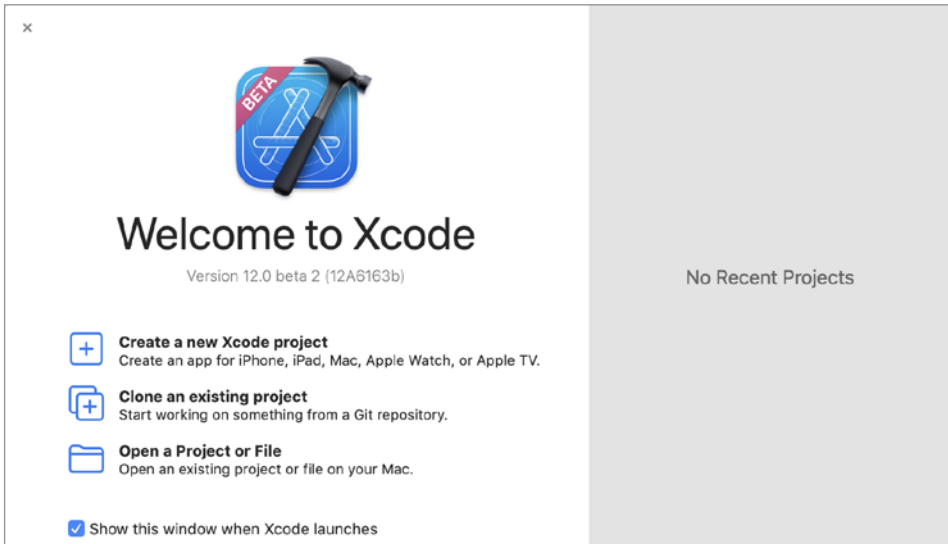 BETA
Welcome to Xcode
Version 12.0 beta 2 (12A6163b)
Create a new Xcode project
Create an app for iPhone, iPad, Mac, Apple Watch, or Apple TV.
Clone an existing project
Start working on something from a Git repository.
Open a Project or File
Open an existing project or file on your Mac.
Show this window when Xcode launches
No Recent Projects